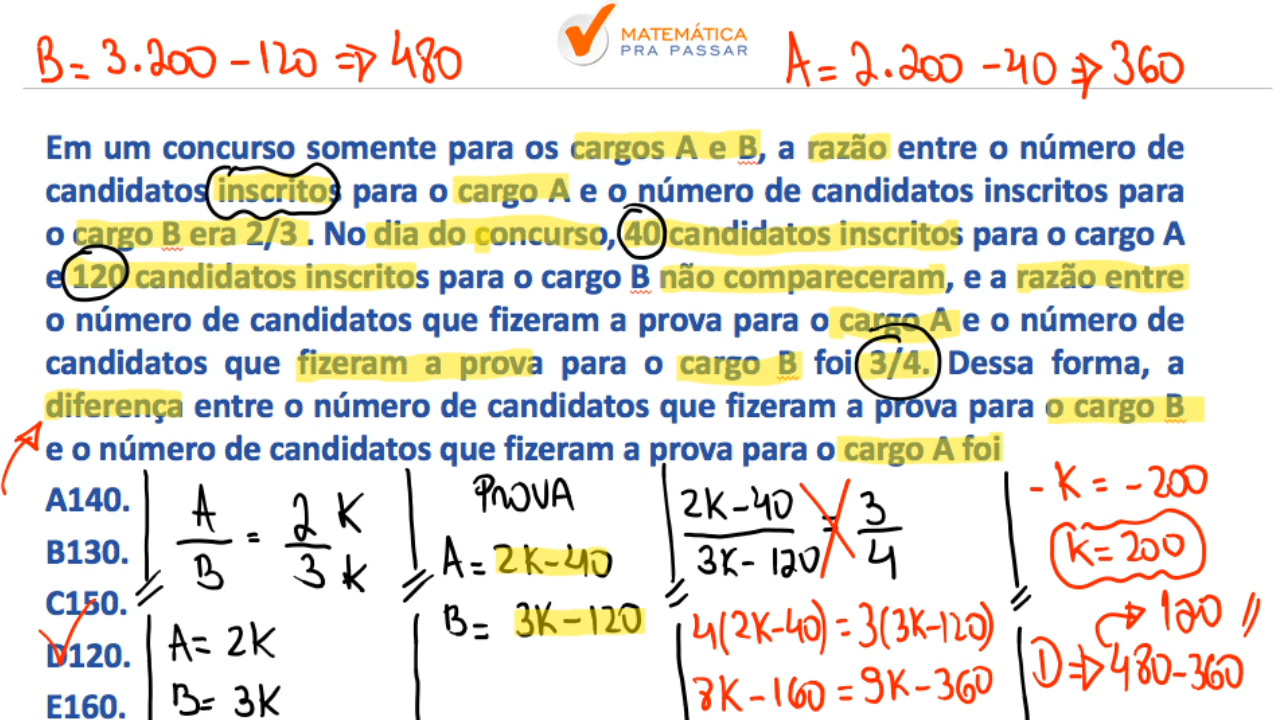 MATEMÁTICA
PRA PASSAR
B = 3.200 - 120 ⇒ 480
A = 2.200 - 40 ⇒ 360
Em um concurso somente para os cargos A e B, a razão entre o número de
candidatos inscritos para o cargo A e o número de candidatos inscritos para
o cargo B era 2/3 . No dia do concurso, 40 candidatos inscritos para o cargo A
e 120 candidatos inscritos para o cargo B não compareceram, e a razão entre
o número de candidatos que fizeram a prova para o cargo A e o número de
candidatos que fizeram a prova para o cargo B foi 3/4. Dessa forma, a
diferença entre o número de candidatos que fizeram a prova para o cargo B
e o número de candidatos que fizeram a prova para o cargo A foi
A140.
B130.
C150.
D120.
E160.
A/B = 2K/3K
A = 2K
B = 3K
PROVA
A = 2K - 40
B = 3K - 120
2K - 40/3K - 120 = 3/4
4(2K-40) = 3(3K-120)
8K - 160 = 9K - 360
- K = - 200
K = 200
120 //
D ⇒ 480 - 360